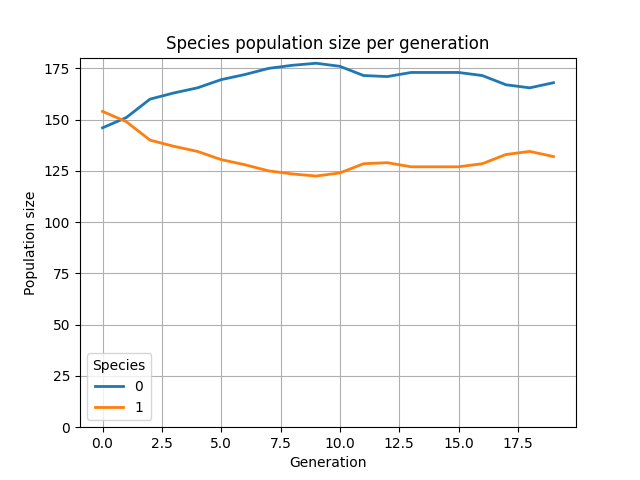 Species population size per generation
Population size
175
150
125
100
75
50
25
0
Species
0
1
0.0 2.5 5.0 7.5 10.0 12.5 15.0 17.5
Generation